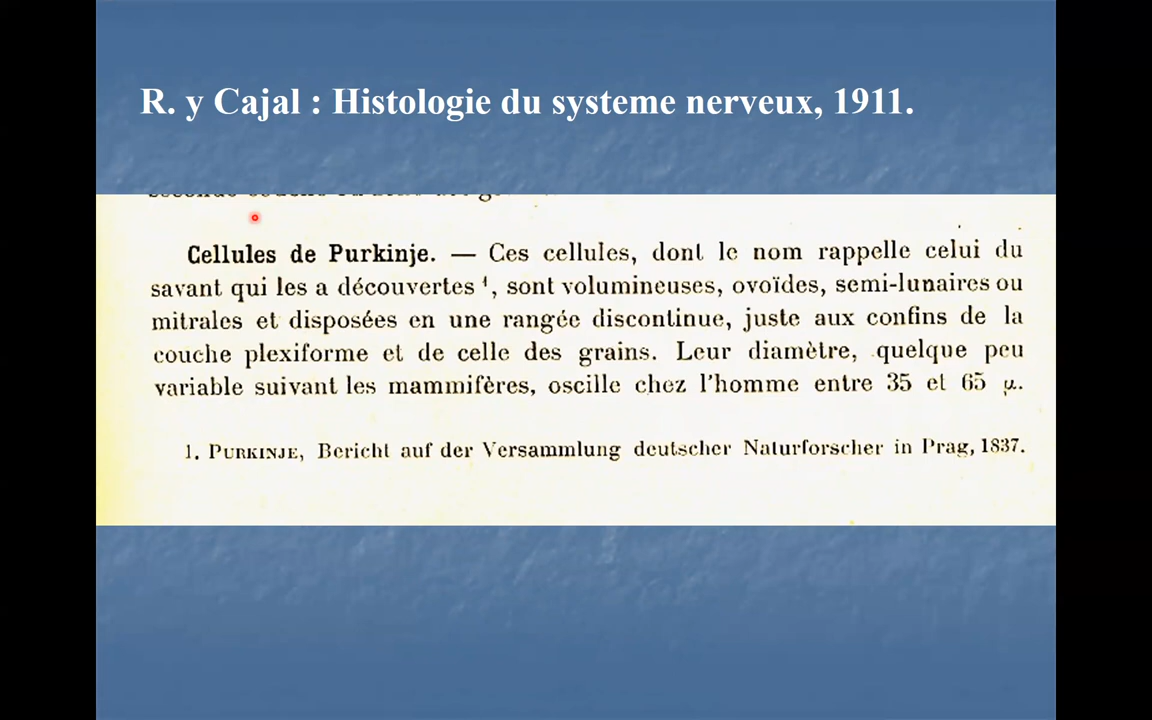 R. y Cajal : Histologie du systeme nerveux, 1911.
Cellules de Purkinje. — Ces cellules, dont le nom rappelle celui du
savant qui les a découvertes ¹, sont volumineuses, ovoïdes, semi-lunaires ou
mitrales et disposées en une rangée discontinue, juste aux confins de la
couche plexiforme et de celle des grains. Leur diamètre, quelque peu
variable suivant les mammifères, oscille chez l'homme entre 35 et 65 µ.
1. PURKINJE, Bericht auf der Versammlung deutscher Naturforscher in Prag, 1837.